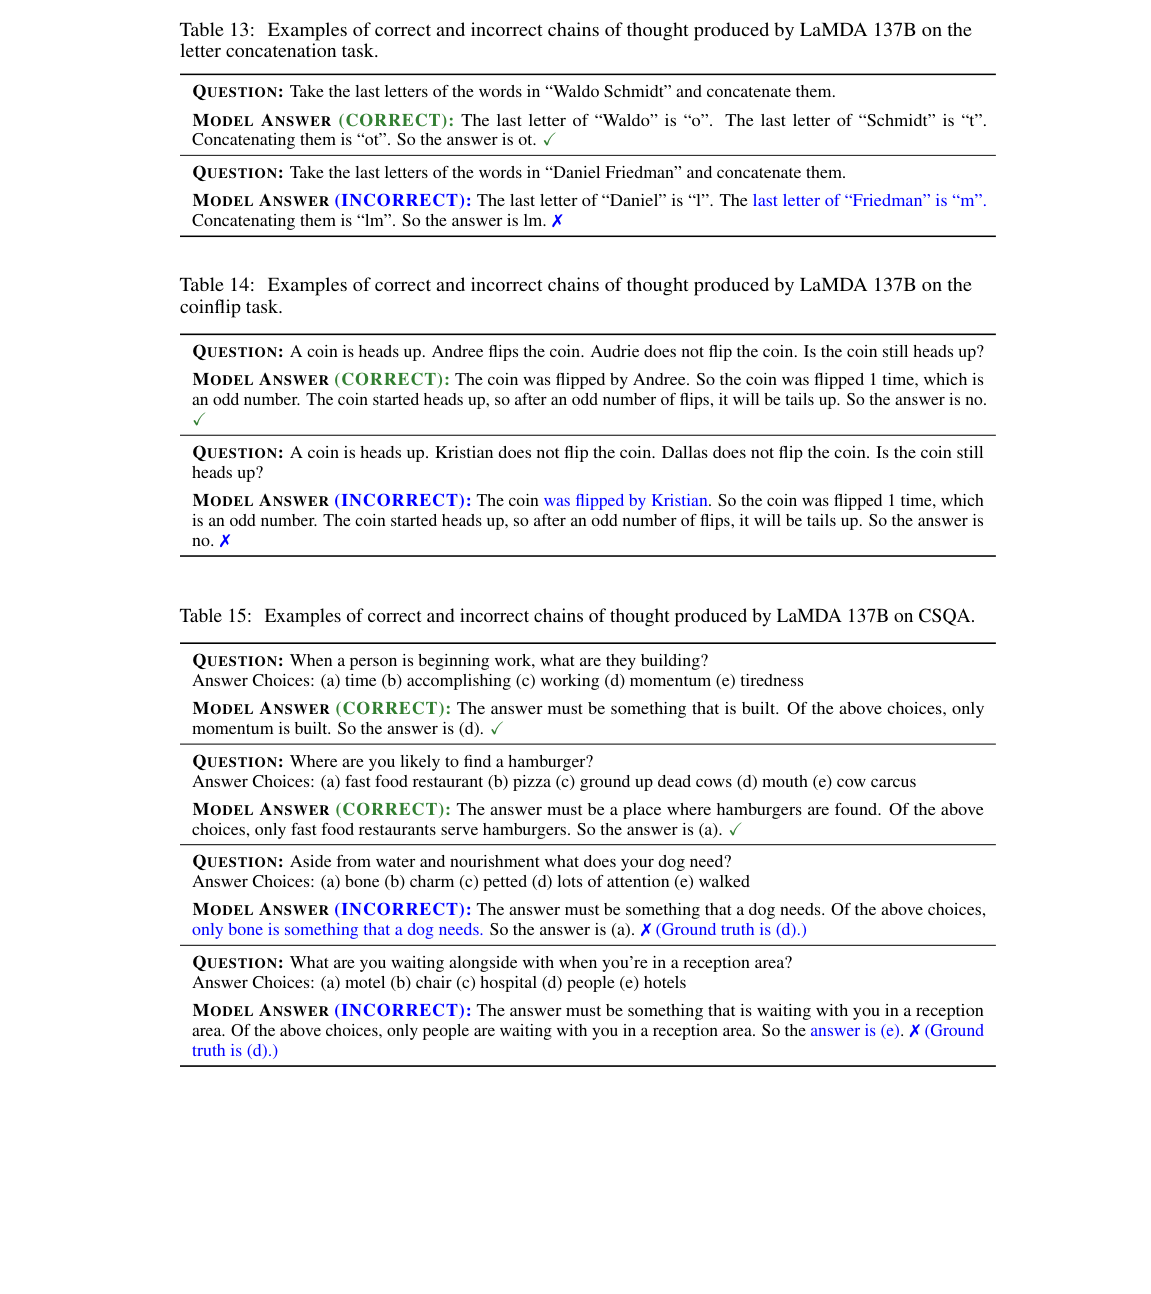 Table 13: Examples of correct and incorrect chains of thought produced by LaMDA 137B on the
letter concatenation task.
QUESTION: Take the last letters of the words in “Waldo Schmidt” and concatenate them.
MODEL ANSWER (CORRECT): The last letter of “Waldo” is “o”. The last letter of “Schmidt” is “t”.
Concatenating them is “ot”. So the answer is ot. ✓
QUESTION: Take the last letters of the words in “Daniel Friedman” and concatenate them.
MODEL ANSWER (INCORRECT): The last letter of “Daniel” is “l”. The last letter of “Friedman” is “m”.
Concatenating them is “lm”. So the answer is lm. ✗
Table 14: Examples of correct and incorrect chains of thought produced by LaMDA 137B on the
coinflip task.
QUESTION: A coin is heads up. Andree flips the coin. Audrie does not flip the coin. Is the coin still heads up?
MODEL ANSWER (CORRECT): The coin was flipped by Andree. So the coin was flipped 1 time, which is
an odd number. The coin started heads up, so after an odd number of flips, it will be tails up. So the answer is no.
✓
QUESTION: A coin is heads up. Kristian does not flip the coin. Dallas does not flip the coin. Is the coin still
heads up?
MODEL ANSWER (INCORRECT): The coin was flipped by Kristian. So the coin was flipped 1 time, which
is an odd number. The coin started heads up, so after an odd number of flips, it will be tails up. So the answer is
no. ✗
Table 15: Examples of correct and incorrect chains of thought produced by LaMDA 137B on CSQA.
QUESTION: When a person is beginning work, what are they building?
Answer Choices: (a) time (b) accomplishing (c) working (d) momentum (e) tiredness
MODEL ANSWER (CORRECT): The answer must be something that is built. Of the above choices, only
momentum is built. So the answer is (d). ✓
QUESTION: Where are you likely to find a hamburger?
Answer Choices: (a) fast food restaurant (b) pizza (c) ground up dead cows (d) mouth (e) cow carcus
MODEL ANSWER (CORRECT): The answer must be a place where hamburgers are found. Of the above
choices, only fast food restaurants serve hamburgers. So the answer is (a). ✓
QUESTION: Aside from water and nourishment what does your dog need?
Answer Choices: (a) bone (b) charm (c) petted (d) lots of attention (e) walked
MODEL ANSWER (INCORRECT): The answer must be something that a dog needs. Of the above choices,
only bone is something that a dog needs. So the answer is (a). ✗ (Ground truth is (d).)
QUESTION: What are you waiting alongside with when you’re in a reception area?
Answer Choices: (a) motel (b) chair (c) hospital (d) people (e) hotels
MODEL ANSWER (INCORRECT): The answer must be something that is waiting with you in a reception
area. Of the above choices, only people are waiting with you in a reception area. So the answer is (e). ✗ (Ground
truth is (d).)